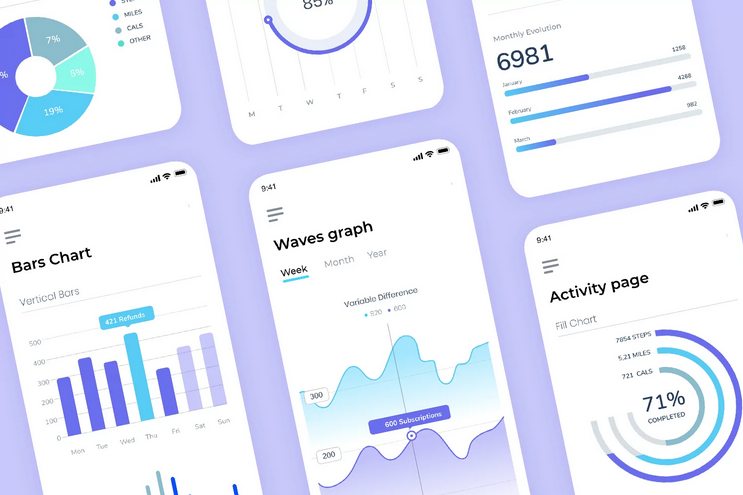 MILES
CALS
OTHER
7%
5%
19%
85%
M T W T F S S
Monthly Evolution
6981
January 1258
February 4268
March 982
9:41
Bars Chart
Vertical Bars
421 Refunds
500
400
300
200
100
0
Mon Tue Wed Thu Fri Sat Sun
9:41
Waves graph
Week Month Year
Variable Difference
820 600
300
600 Subscriptions
200
9:41
Activity page
Fill Chart
7854 STEPS
5,21 MILES
721 CALS
71%
COMPLETED